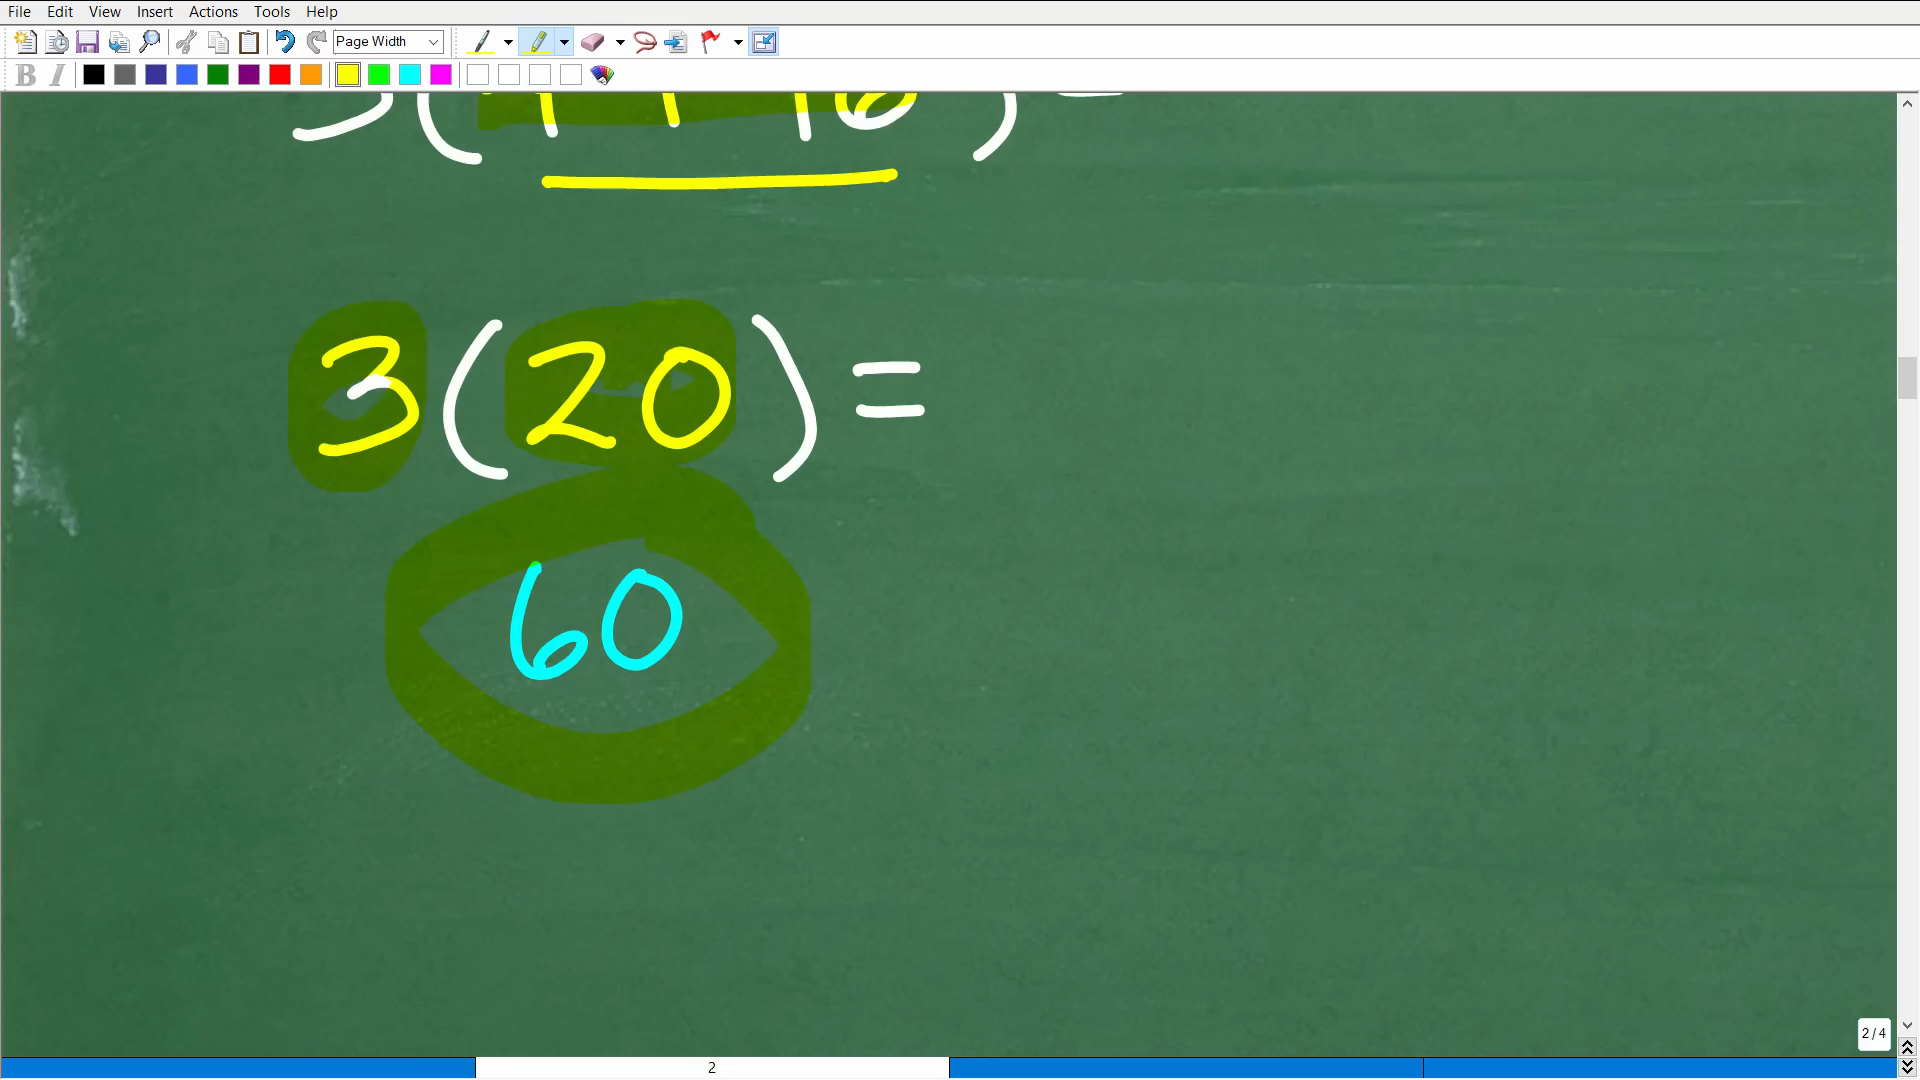 File Edit View Insert Actions Tools Help
Page Width
B I
3(20)=
60
2/4
2